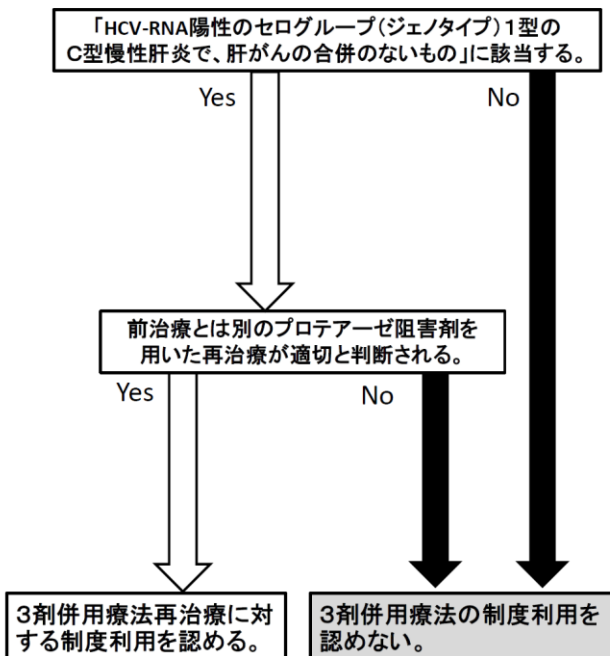 「HCV-RNA陽性のセログループ（ジェノタイプ）１型の
Ｃ型慢性肝炎で、肝がんの合併のないもの」に該当する。
Yes
No
前治療とは別のプロテアーゼ阻害剤を
用いた再治療が適切と判断される。
Yes
No
３剤併用療法再治療に対
する制度利用を認める。
３剤併用療法の制度利用を
認めない。